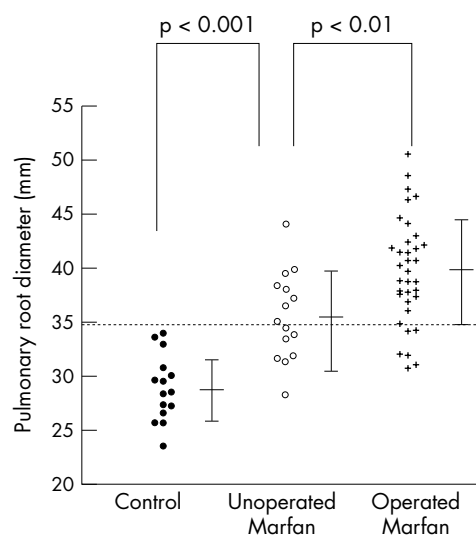 p < 0.001
p < 0.01
Pulmonary root diameter (mm)
55
50
45
40
35
30
25
20
Control
Unoperated
Marfan
Operated
Marfan